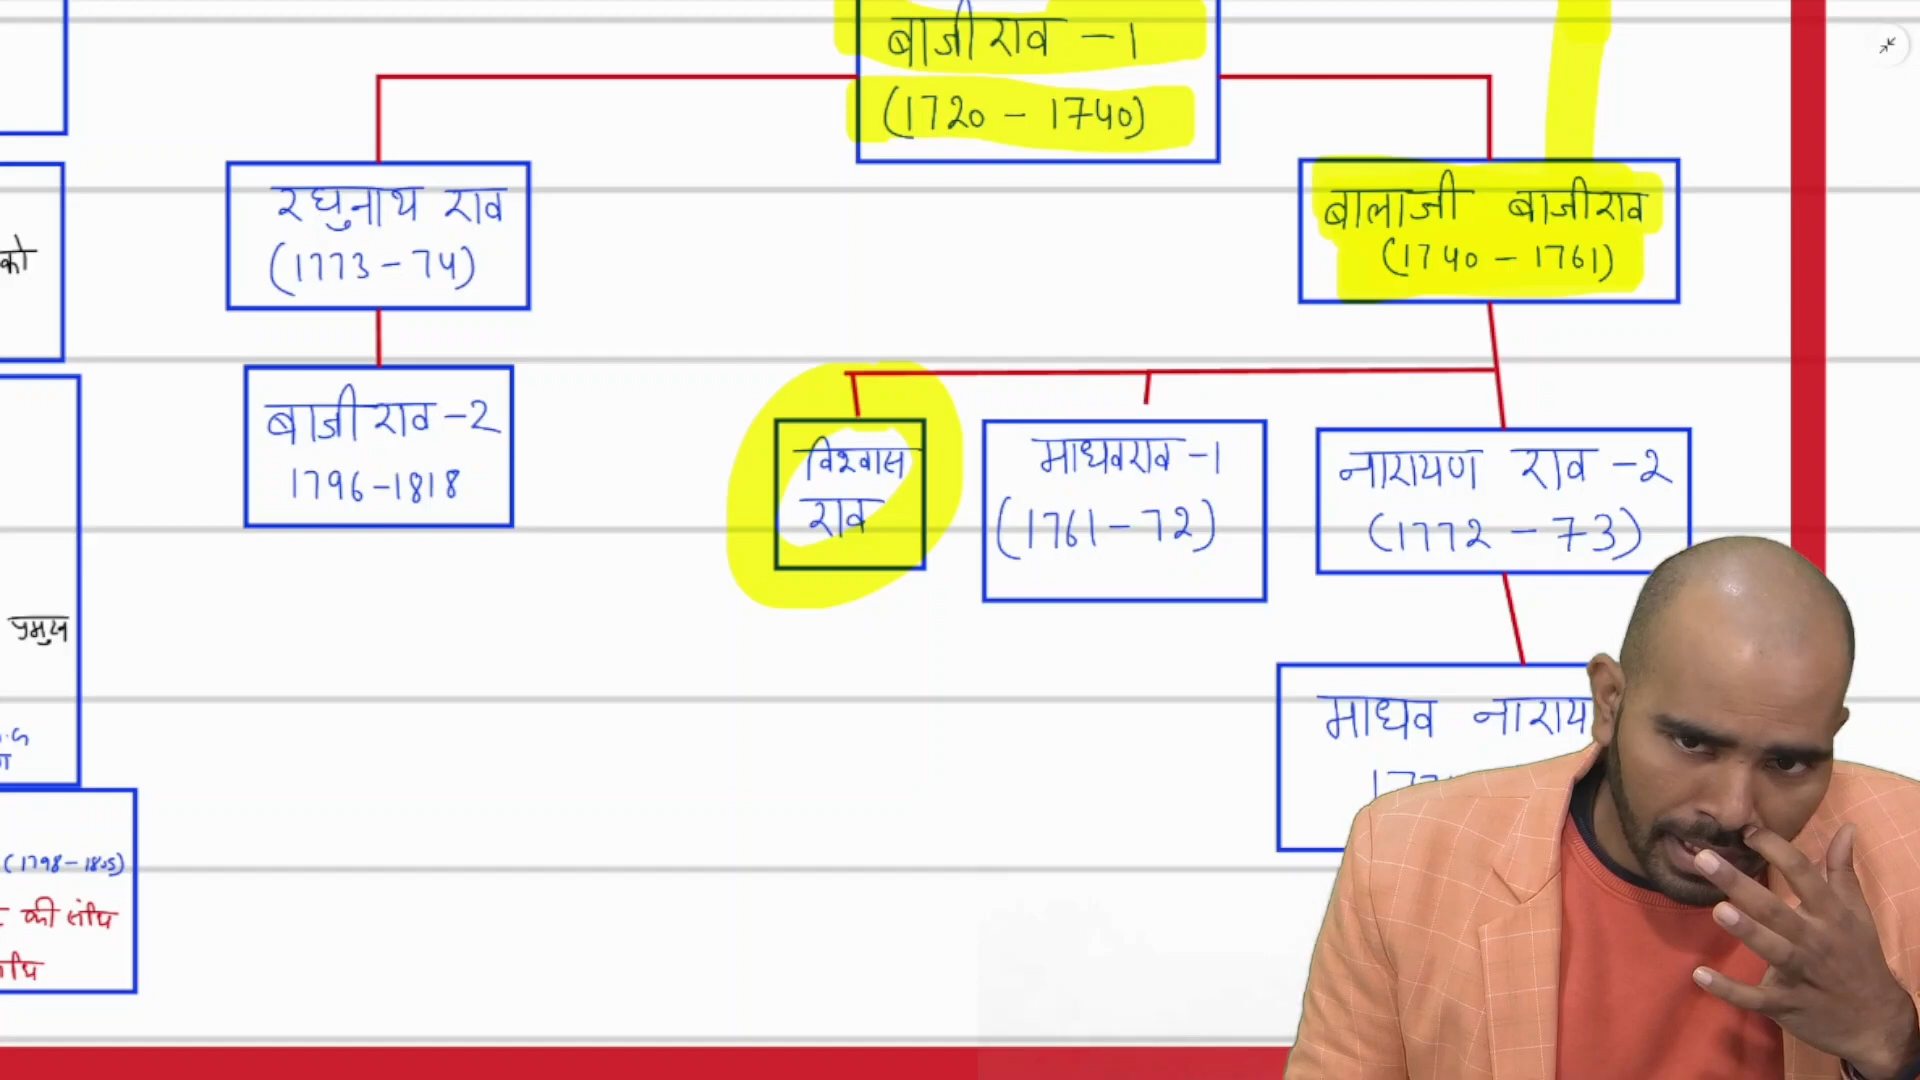 बाजीराव - 1
(1720 - 1740)
रघुनाथ राव
(1773 - 74)
बालाजी बाजीराव
(1740 - 1761)
को
बाजीराव - 2
1796 - 1818
विश्वास
राव
माधवराव - 1
(1761 - 72)
नारायण राव - 2
(1772 - 73)
प्रमुख
माधव नाराय
(1798 - 1805)
की संधि